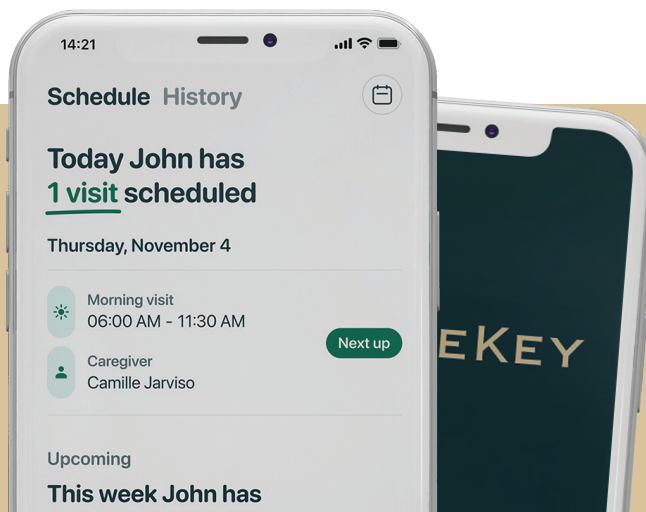 14:21
Schedule History
Today John has
1 visit scheduled
Thursday, November 4
Morning visit
06:00 AM - 11:30 AM
Next up
Caregiver
Camille Jarviso
Upcoming
This week John has
EKEY